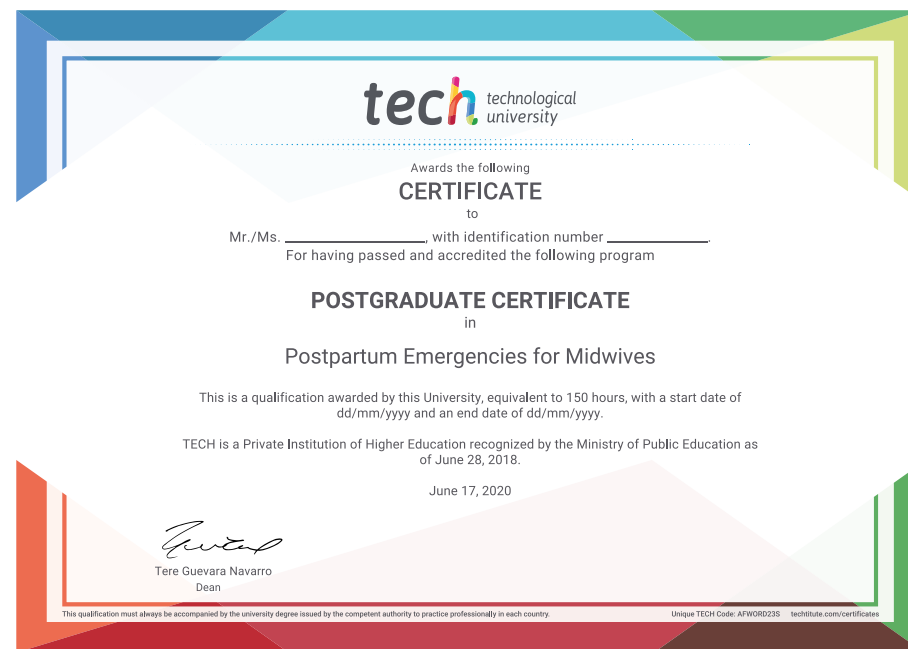 tech technological
university
Awards the following
CERTIFICATE
to
Mr./Ms. ____________, with identification number ____________.
For having passed and accredited the following program
POSTGRADUATE CERTIFICATE
in
Postpartum Emergencies for Midwives
This is a qualification awarded by this University, equivalent to 150 hours, with a start date of
dd/mm/yyyy and an end date of dd/mm/yyyy.
TECH is a Private Institution of Higher Education recognized by the Ministry of Public Education as
of June 28, 2018.
June 17, 2020
Tere Guevara Navarro
Dean
This qualification must always be accompanied by the university degree issued by the competent authority to practice professionally in each country. Unique TECH Code: AFWORD23S techtitute.com/certificates